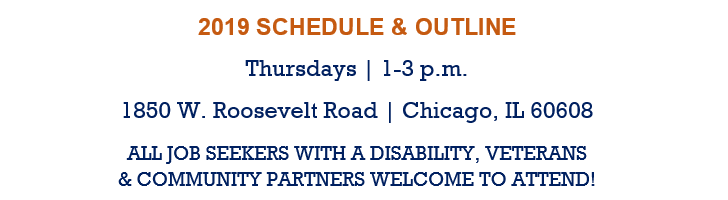 2019 SCHEDULE & OUTLINE
Thursdays | 1-3 p.m.
1850 W. Roosevelt Road | Chicago, IL 60608
ALL JOB SEEKERS WITH A DISABILITY, VETERANS
& COMMUNITY PARTNERS WELCOME TO ATTEND!